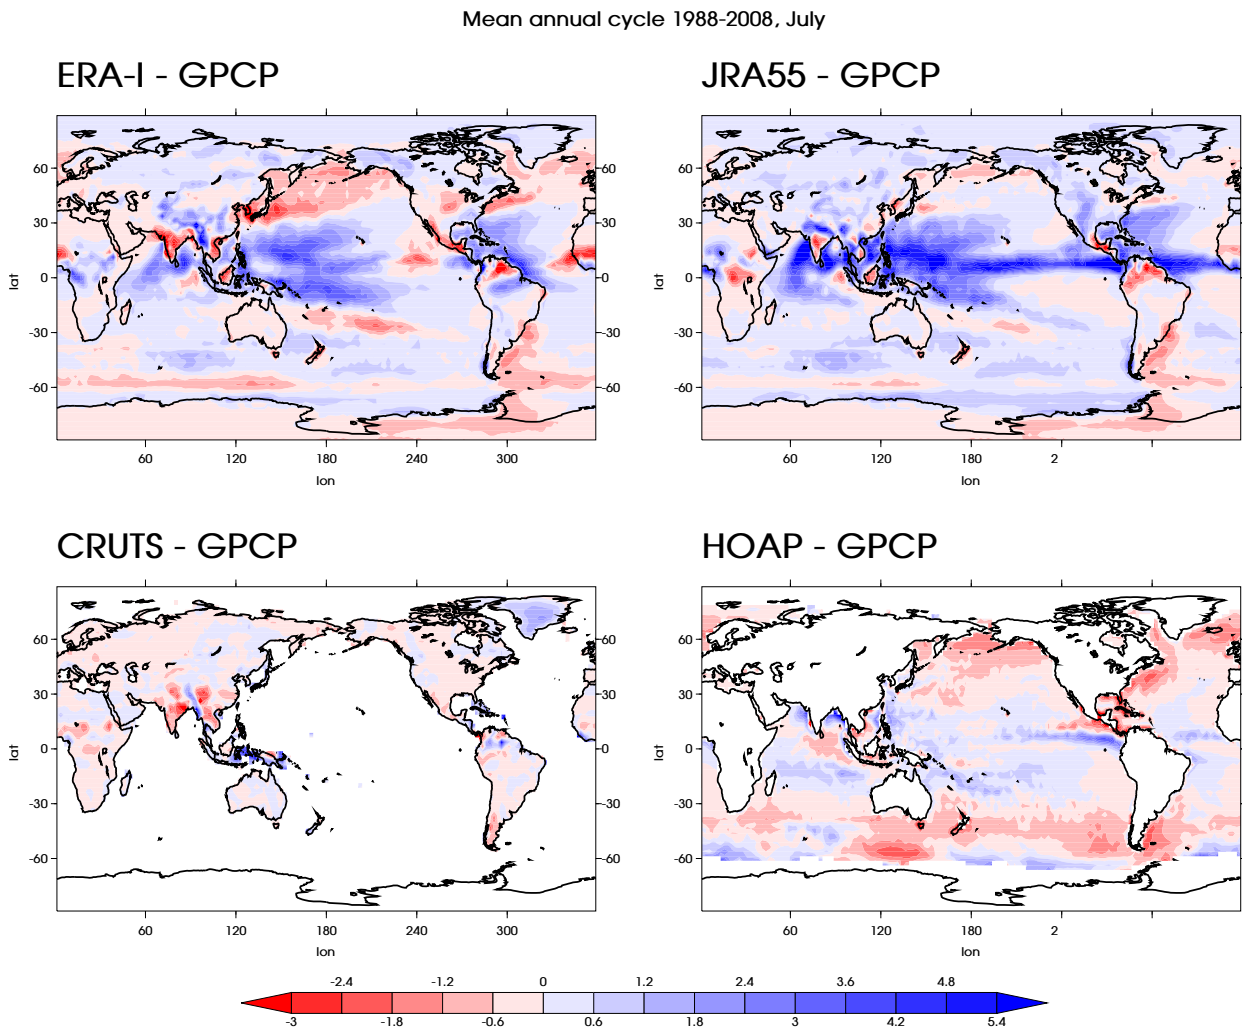 Mean annual cycle 1988-2008, July
ERA-I - GPCP
JRA55 - GPCP
60 60 60 60
30 30 30 30
0 0 0 0
-30 -30 -30 -30
-60 -60 -60 -60
lat lat
60 120 180 240 300
60 120 180 2
lon lon
CRUTS - GPCP
HOAP - GPCP
60 60 60
30 30 30
0 0 0
-30 -30 -30
-60 -60 -60
lat lat
60 120 180 240 300
60 120 180 2
lon lon
-2.4 -1.2 0 1.2 2.4 3.6 4.8
-3 -1.8 -0.6 0.6 1.8 3 4.2 5.4